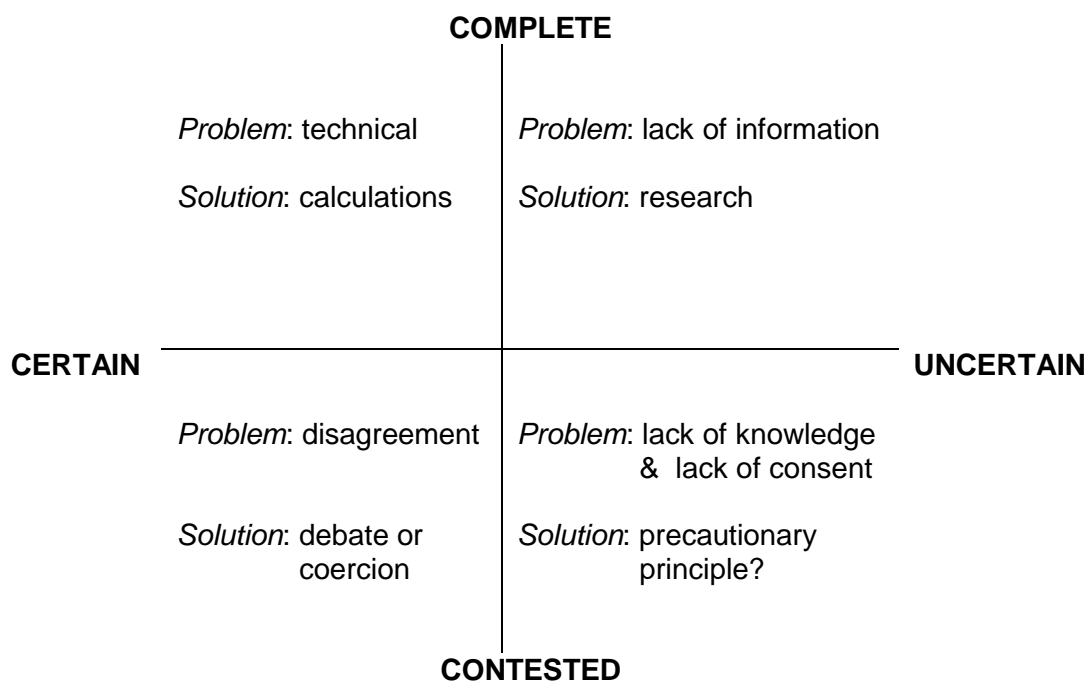 COMPLETE
Problem: technical
Solution: calculations
Problem: lack of information
Solution: research
CERTAIN
UNCERTAIN
Problem: disagreement
Solution: debate or
coercion
Problem: lack of knowledge
& lack of consent
Solution: precautionary
principle?
CONTESTED